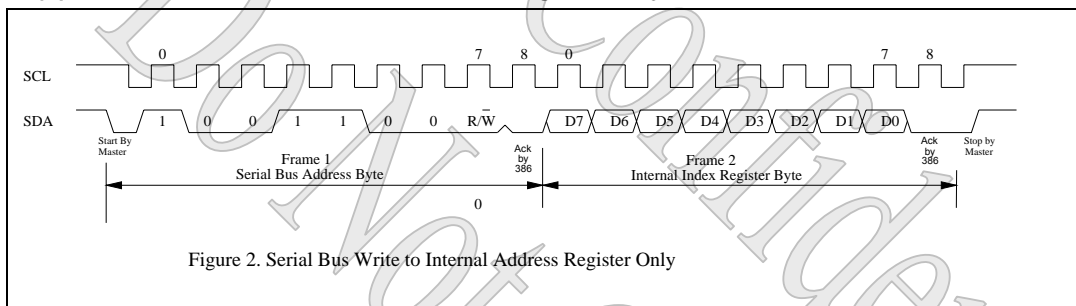 0 7 8 0 7 8
SCL
SDA 1 0 0 1 1 0 0 R/W D7 D6 D5 D4 D3 D2 D1 D0
Start By
Master
Ack
by
386
Ack
by
386
Stop by
Master
Frame 1
Serial Bus Address Byte
Frame 2
Internal Index Register Byte
0
Figure 2. Serial Bus Write to Internal Address Register Only